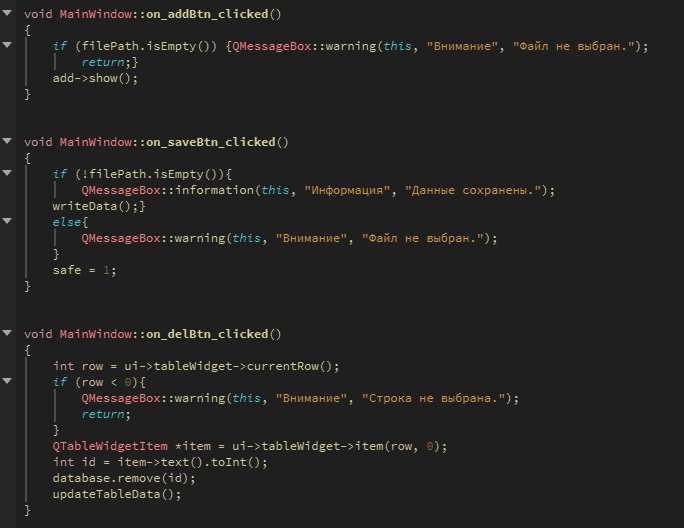 void MainWindow::on_addBtn_clicked()
{
    if (filePath.isEmpty()) {QMessageBox::warning(this, "Внимание", "Файл не выбран.");
        return;}
    add->show();
}
void MainWindow::on_saveBtn_clicked()
{
    if (!filePath.isEmpty()){
        QMessageBox::information(this, "Информация", "Данные сохранены.");
    writeData();}
    else{
        QMessageBox::warning(this, "Внимание", "Файл не выбран.");
    }
    safe = 1;
}
void MainWindow::on_delBtn_clicked()
{
    int row = ui->tableWidget->currentRow();
    if (row < 0){
        QMessageBox::warning(this, "Внимание", "Строка не выбрана.");
        return;
    }
    QTableWidgetItem *item = ui->tableWidget->item(row, 0);
    int id = item->text().toInt();
    database.remove(id);
    updateTableData();
}